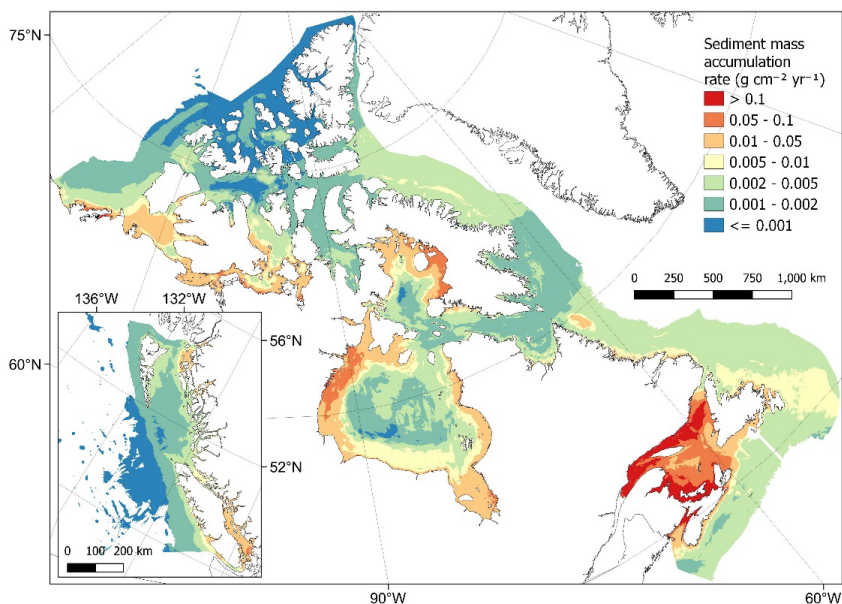 75°N
Sediment mass
accumulation
rate (g cm⁻² yr⁻¹)
> 0.1
0.05 - 0.1
0.01 - 0.05
0.005 - 0.01
0.002 - 0.005
0.001 - 0.002
<= 0.001
0 250 500 750 1,000 km
136°W 132°W
56°N
60°N
52°N
0 100 200 km
90°W
60°W